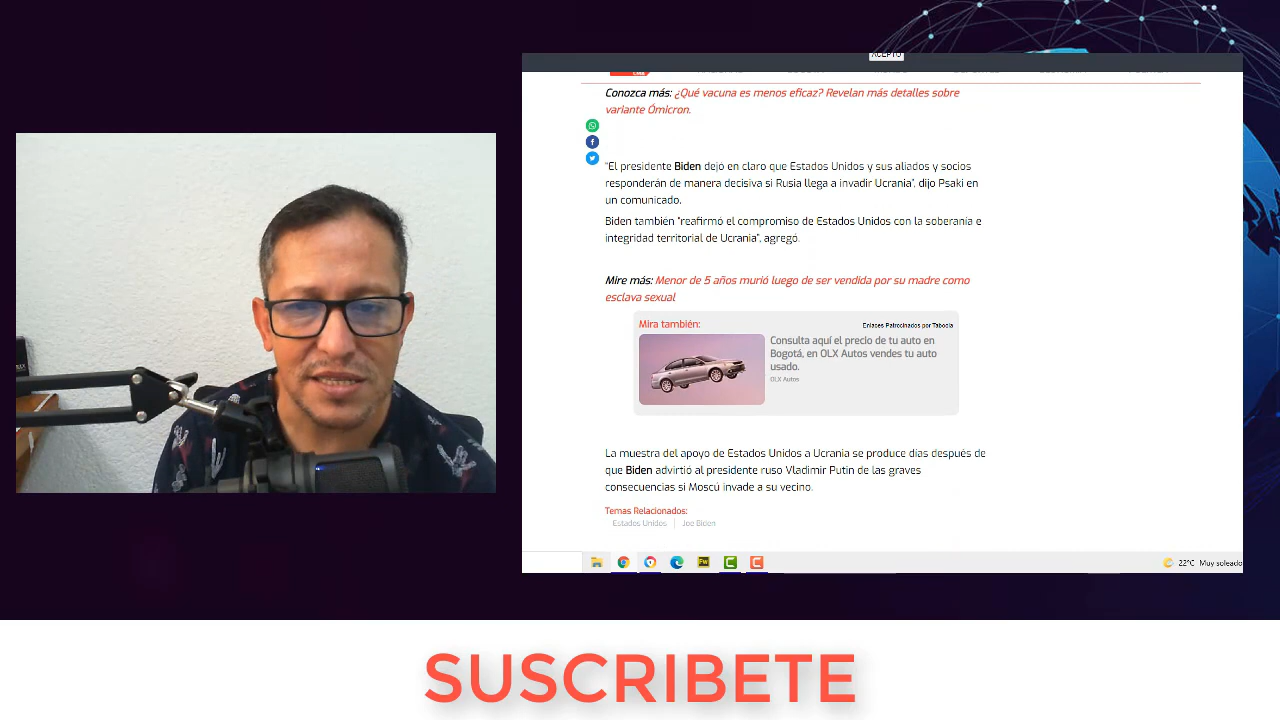 ACEPTO
Conozca más: ¿Qué vacuna es menos eficaz? Revelan más detalles sobre
variante Ómicron.
"El presidente Biden dejó en claro que Estados Unidos y sus aliados y socios
responderán de manera decisiva si Rusia llega a invadir Ucrania", dijo Psaki en
un comunicado.
Biden también "reafirmó el compromiso de Estados Unidos con la soberanía e
integridad territorial de Ucrania", agregó.
Mire más: Menor de 5 años murió luego de ser vendida por su madre como
esclava sexual
Mira también:
Enlaces Patrocinados por Taboola
Consulta aquí el precio de tu auto en
Bogotá, en OLX Autos vendes tu auto
usado.
OLX Autos
La muestra del apoyo de Estados Unidos a Ucrania se produce días después de
que Biden advirtió al presidente ruso Vladimir Putin de las graves
consecuencias si Moscú invade a su vecino.
Temas Relacionados:
Estados Unidos | Joe Biden
Fw
22°C Muy soleado
SUSCRIBETE